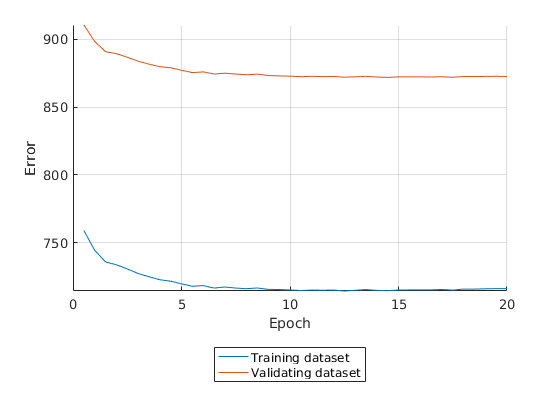 900
850
800
750
Error
0 5 10 15 20
Epoch
Training dataset
Validating dataset